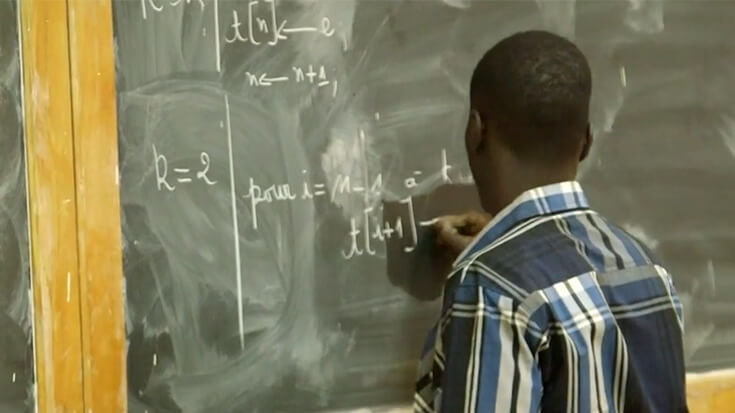 t[n] ← e;
n ← n+1;
k=2
pour i = n-1 à k
t[i+1]